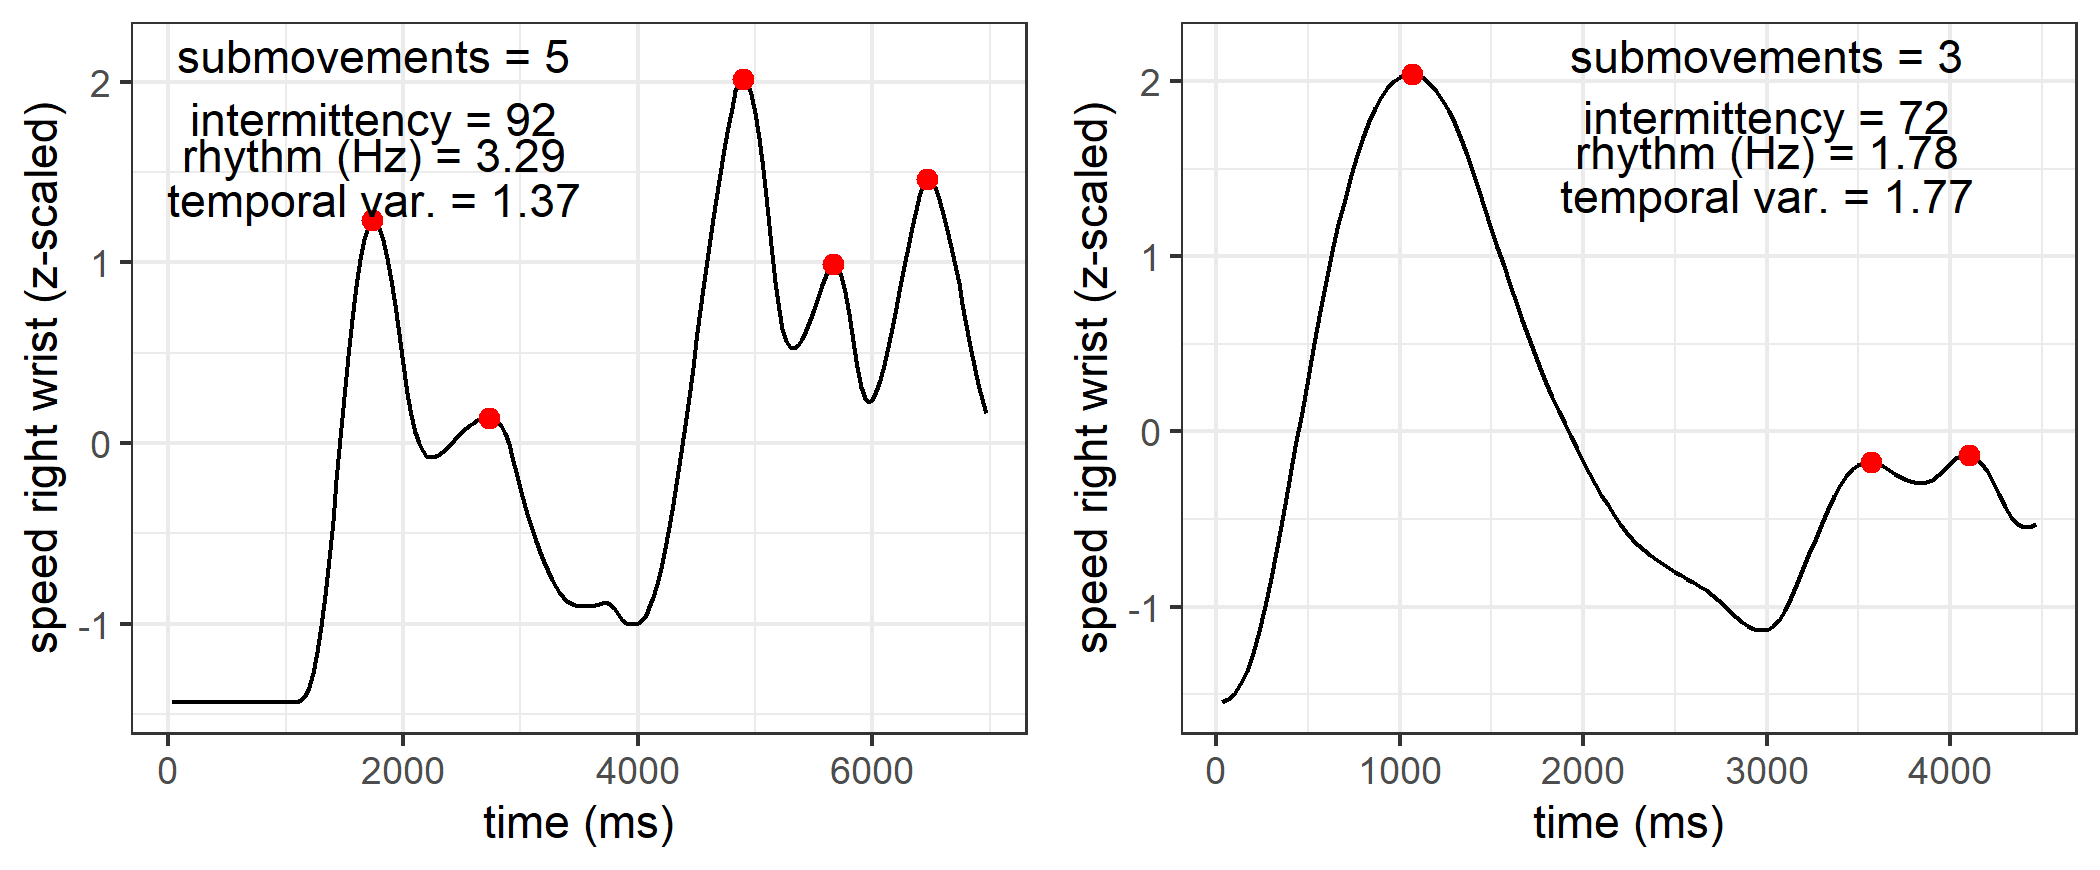 submovements = 5
intermittency = 92
rhythm (Hz) = 3.29
temporal var. = 1.37
speed right wrist (z-scaled)
2
1
0
-1
0
2000
4000
6000
time (ms)
submovements = 3
intermittency = 72
rhythm (Hz) = 1.78
temporal var. = 1.77
speed right wrist (z-scaled)
2
1
0
-1
0
1000
2000
3000
4000
time (ms)